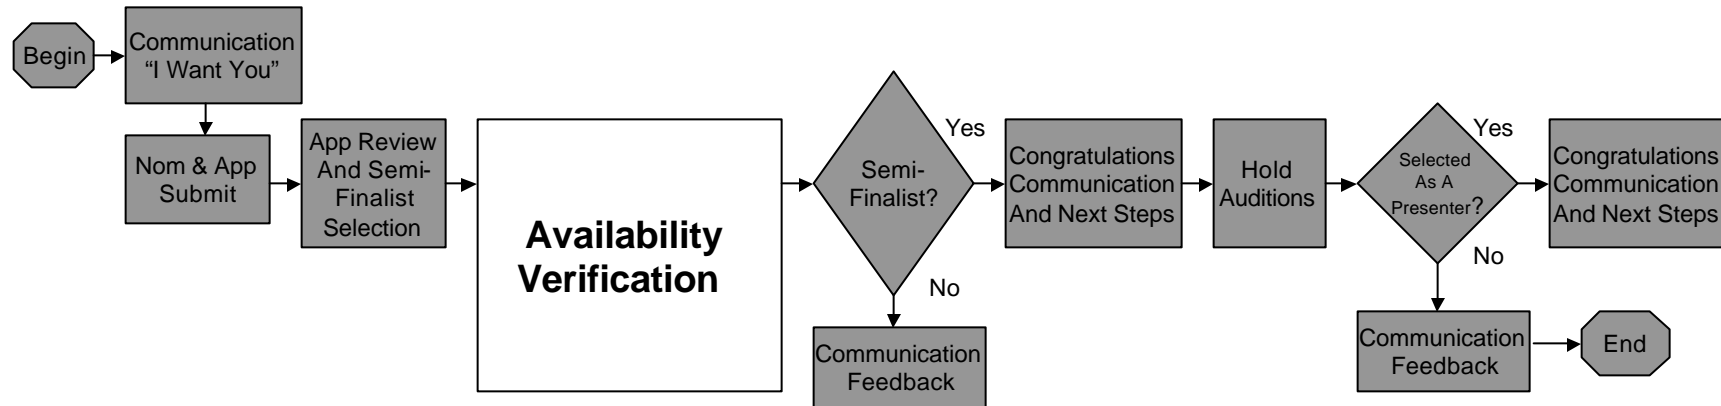 Begin
Communication
“I Want You”
Nom & App
Submit
App Review
And Semi-
Finalist
Selection
Availability
Verification
Semi-
Finalist?
Yes
No
Communication
Feedback
Congratulations
Communication
And Next Steps
Hold
Auditions
Selected
As A
Presenter?
Yes
No
Congratulations
Communication
And Next Steps
Communication
Feedback
End